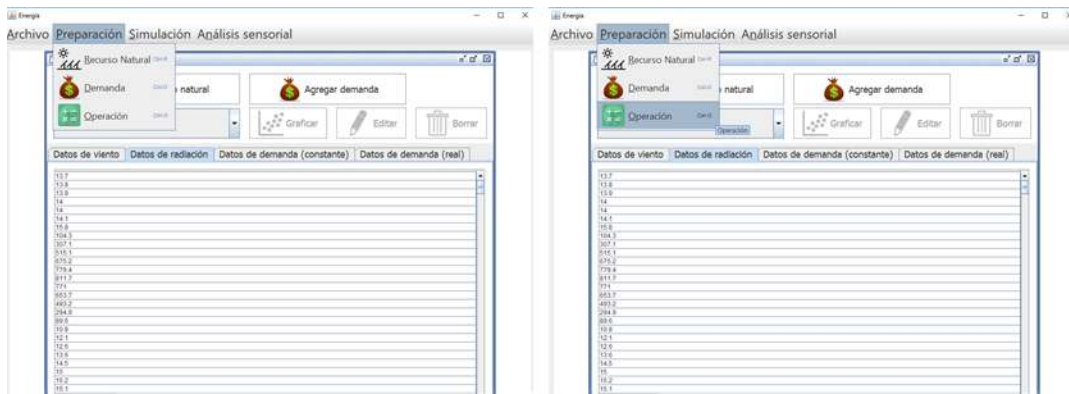 Energia
Archivo Preparación Simulación Análisis sensorial
Recurso Natural
Demanda
Operación
natural
Agregar demanda
Graficar
Editar
Borrar
Datos de viento Datos de radiación Datos de demanda (constante) Datos de demanda (real)
13.7
13.8
13.9
14
14
14.1
15.8
104.3
307.1
515.1
675.2
779.4
811.7
771
653.7
493.2
294.9
89.6
10.9
12.1
12.6
13.6
14.5
15
15.2
15.1
Energia
Archivo Preparación Simulación Análisis sensorial
Recurso Natural
Demanda
Operación
Operación
natural
Agregar demanda
Graficar
Editar
Borrar
Datos de viento Datos de radiación Datos de demanda (constante) Datos de demanda (real)
13.7
13.8
13.9
14
14
14.1
15.8
104.3
307.1
515.1
675.2
779.4
811.7
771
653.7
493.2
294.9
89.6
10.9
12.1
12.6
13.6
14.5
15
15.2
15.1